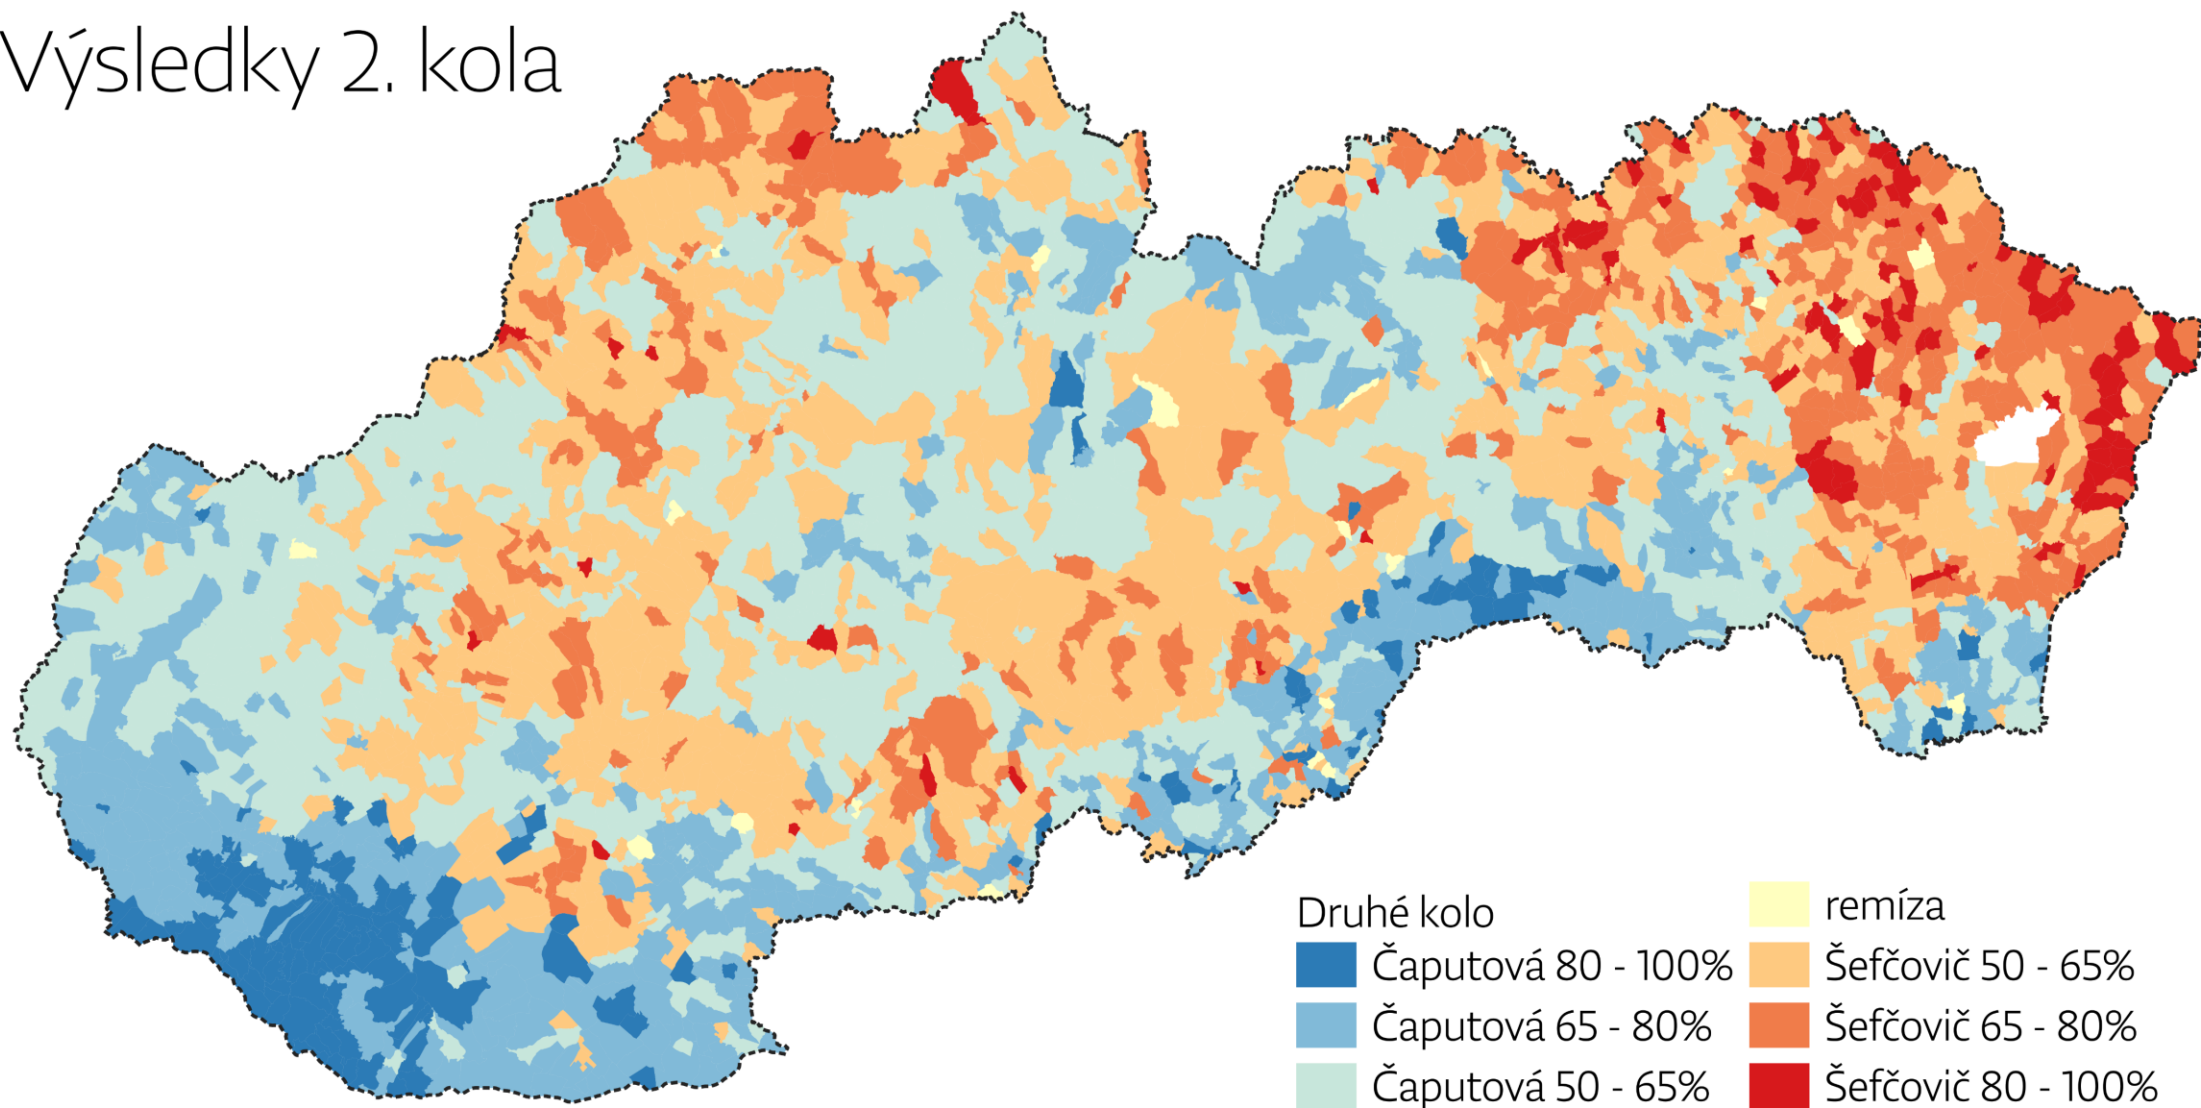 Výsledky 2. kola
Druhé kolo
Čaputová 80 - 100%
Čaputová 65 - 80%
Čaputová 50 - 65%
remíza
Šefčovič 50 - 65%
Šefčovič 65 - 80%
Šefčovič 80 - 100%